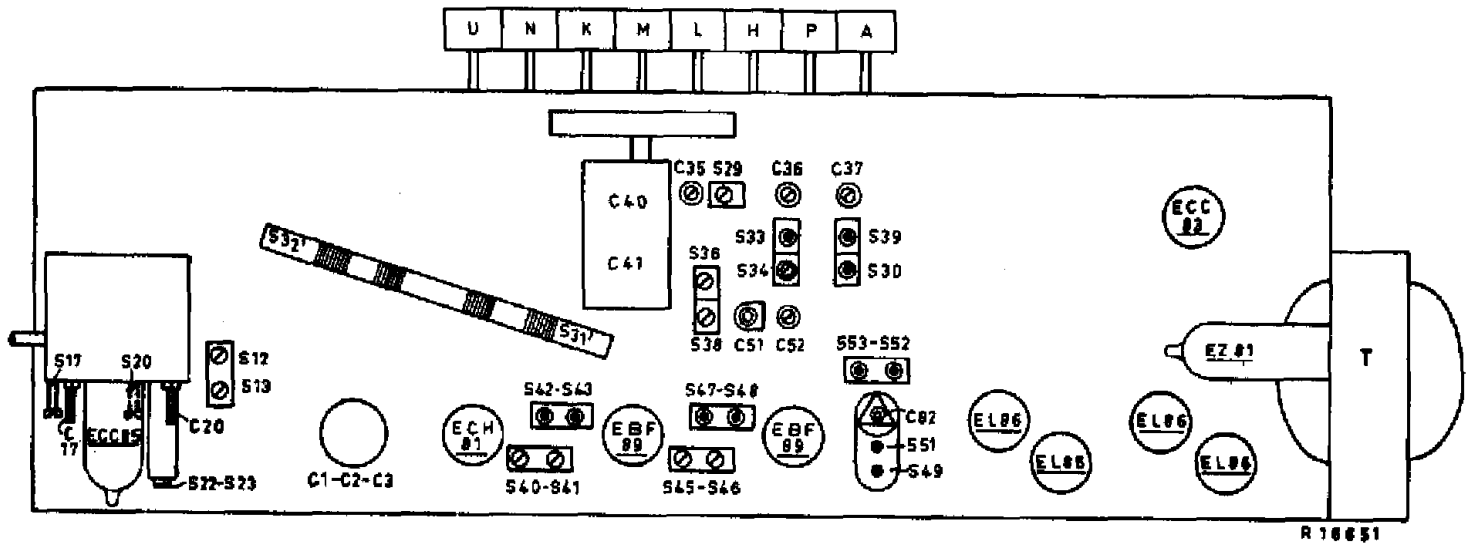 U N K M L H P A
C35 S29 C36 C37
C40
ECC
83
S32'
S33 S39
S36
C41
S34 S30
S31'
S38 C51 C52
S53-S52
EZ 81
T
S17 S20
S12
S13
S42-S43 S47-S48
C
17
ECC85
C20
ECH
81
EBF
89
EBF
89
C82
S51
S49
EL86
EL86
EL86
EL86
S22-S23
C1-C2-C3
S40-S41
S45-S46
R 16651